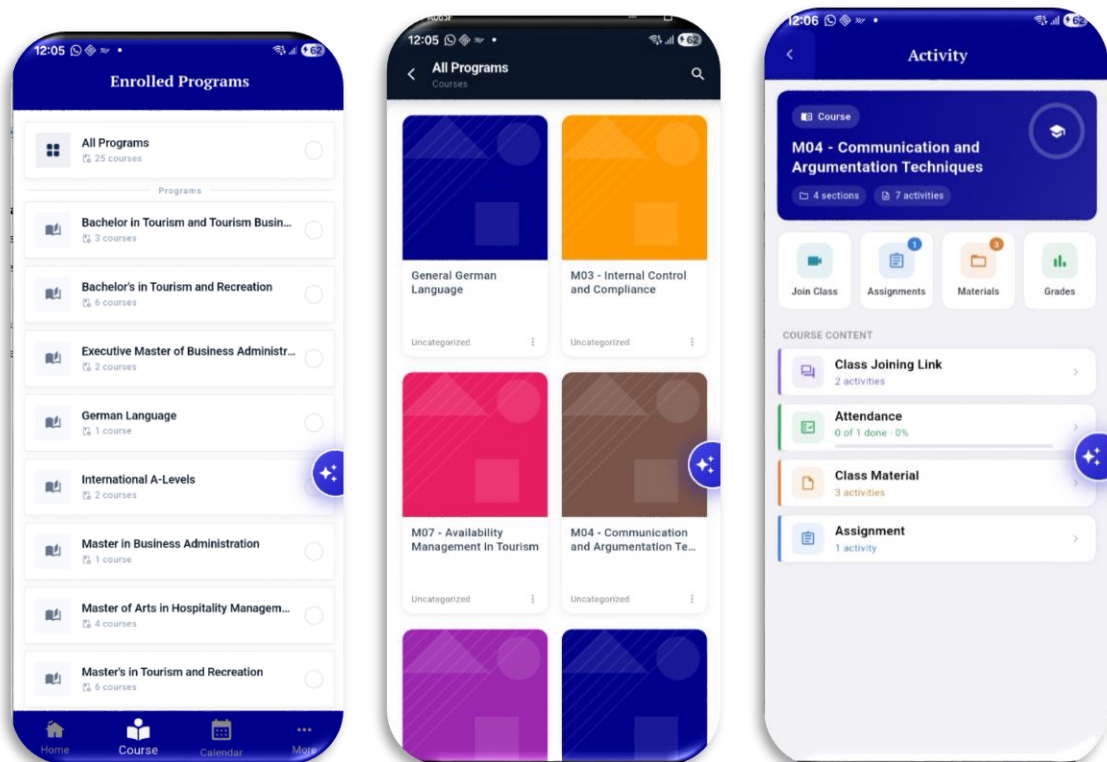 12:05
62
Enrolled Programs
All Programs
25 courses
Programs
Bachelor in Tourism and Tourism Busin...
3 courses
Bachelor's in Tourism and Recreation
6 courses
Executive Master of Business Administr...
2 courses
German Language
1 course
International A-Levels
2 courses
Master in Business Administration
1 course
Master of Arts in Hospitality Managem...
4 courses
Master's in Tourism and Recreation
6 courses
Home
Course
Calendar
More
12:05
62
All Programs
Courses
General German
Language
Uncategorized
M03 - Internal Control
and Compliance
Uncategorized
M07 - Availability
Management In Tourism
Uncategorized
M04 - Communication
and Argumentation Te...
Uncategorized
12:06
62
Activity
Course
M04 - Communication and
Argumentation Techniques
4 sections
7 activities
Join Class
1
Assignments
3
Materials
Grades
COURSE CONTENT
Class Joining Link
2 activities
Attendance
0 of 1 done · 0%
Class Material
3 activities
Assignment
1 activity